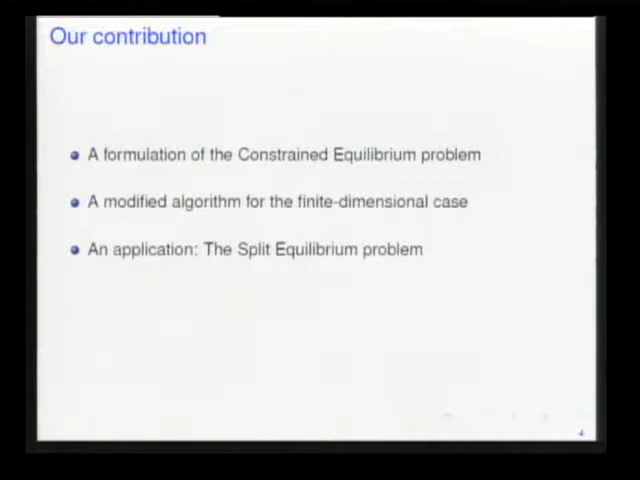 Our contribution
A formulation of the Constrained Equilibrium problem
A modified algorithm for the finite-dimensional case
An application: The Split Equilibrium problem
4